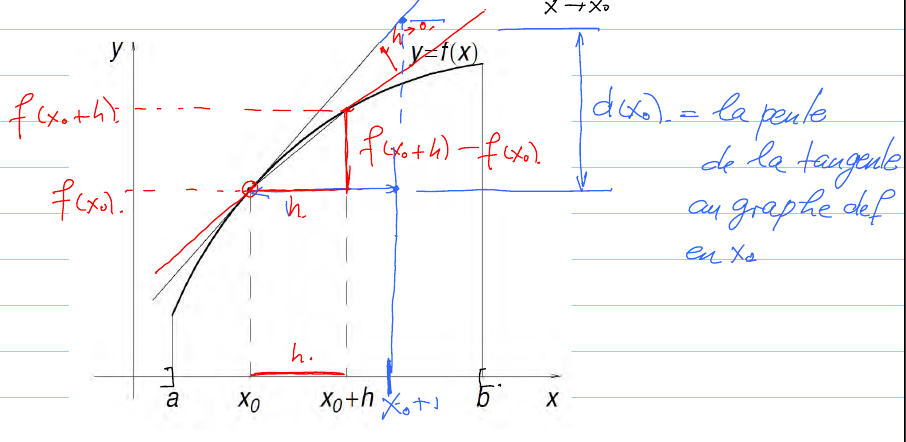 x → x₀
h→0.
y
y=f(x)
f(x₀+h).
f(x₀+h) – f(x₀).
d(x₀). = la pente
de la tangente
au graphe de f
en x₀
f(x₀).
h.
h.
] a x₀ x₀+h x₀+1 [ b x